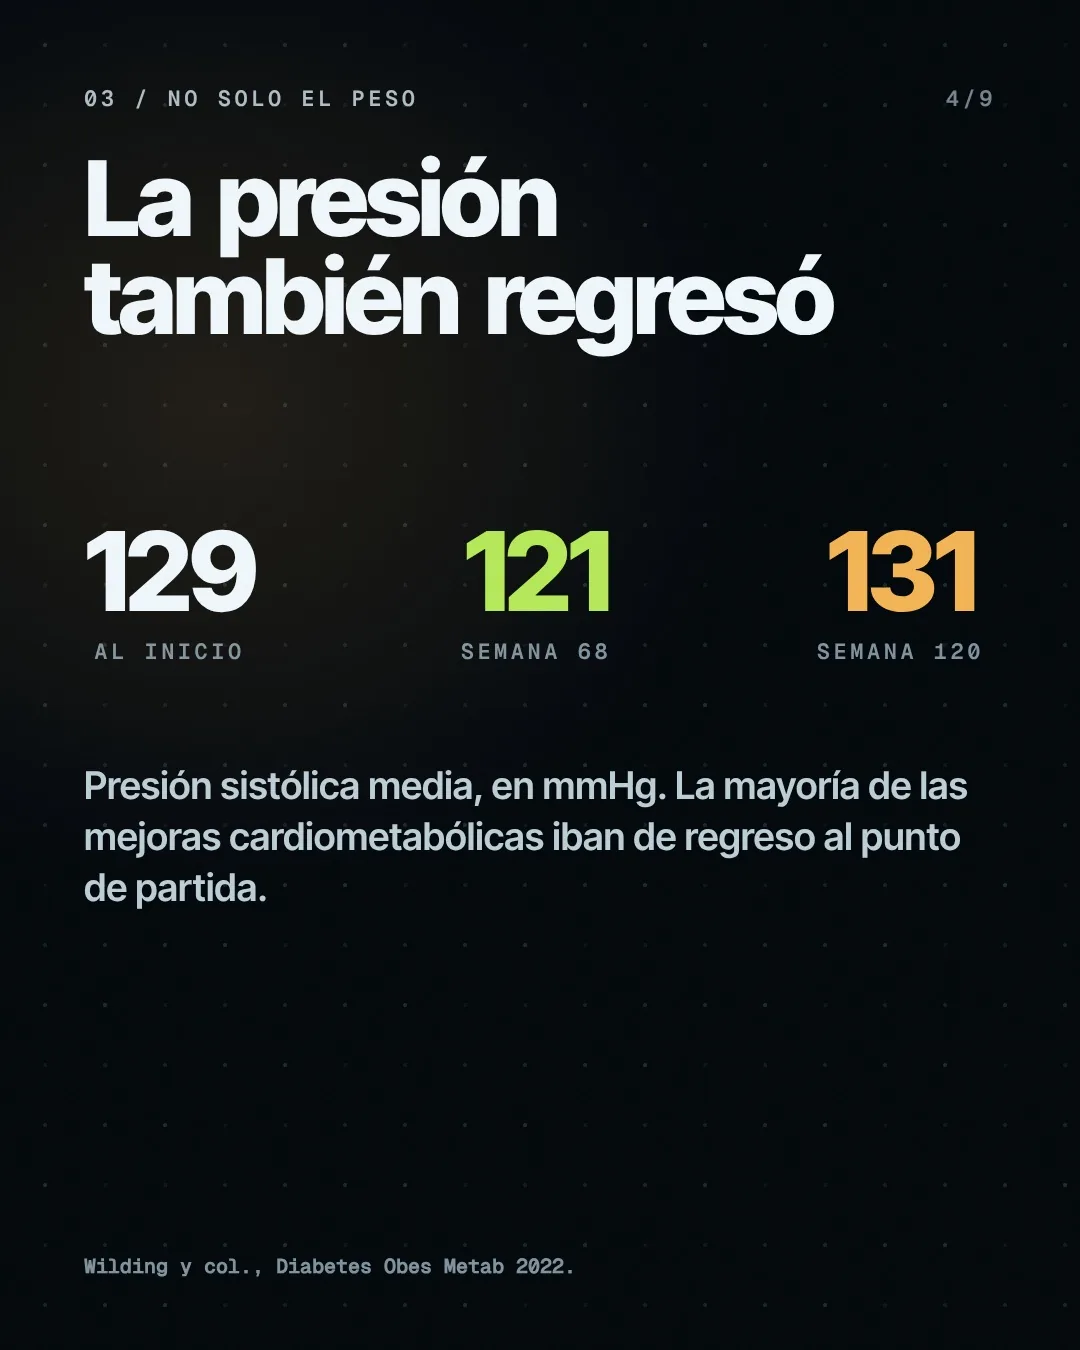 03 / NO SOLO EL PESO
4/9
La presión
también regresó
129
121
131
AL INICIO
SEMANA 68
SEMANA 120
Presión sistólica media, en mmHg. La mayoría de las
mejoras cardiometabólicas iban de regreso al punto
de partida.
Wilding y col., Diabetes Obes Metab 2022.